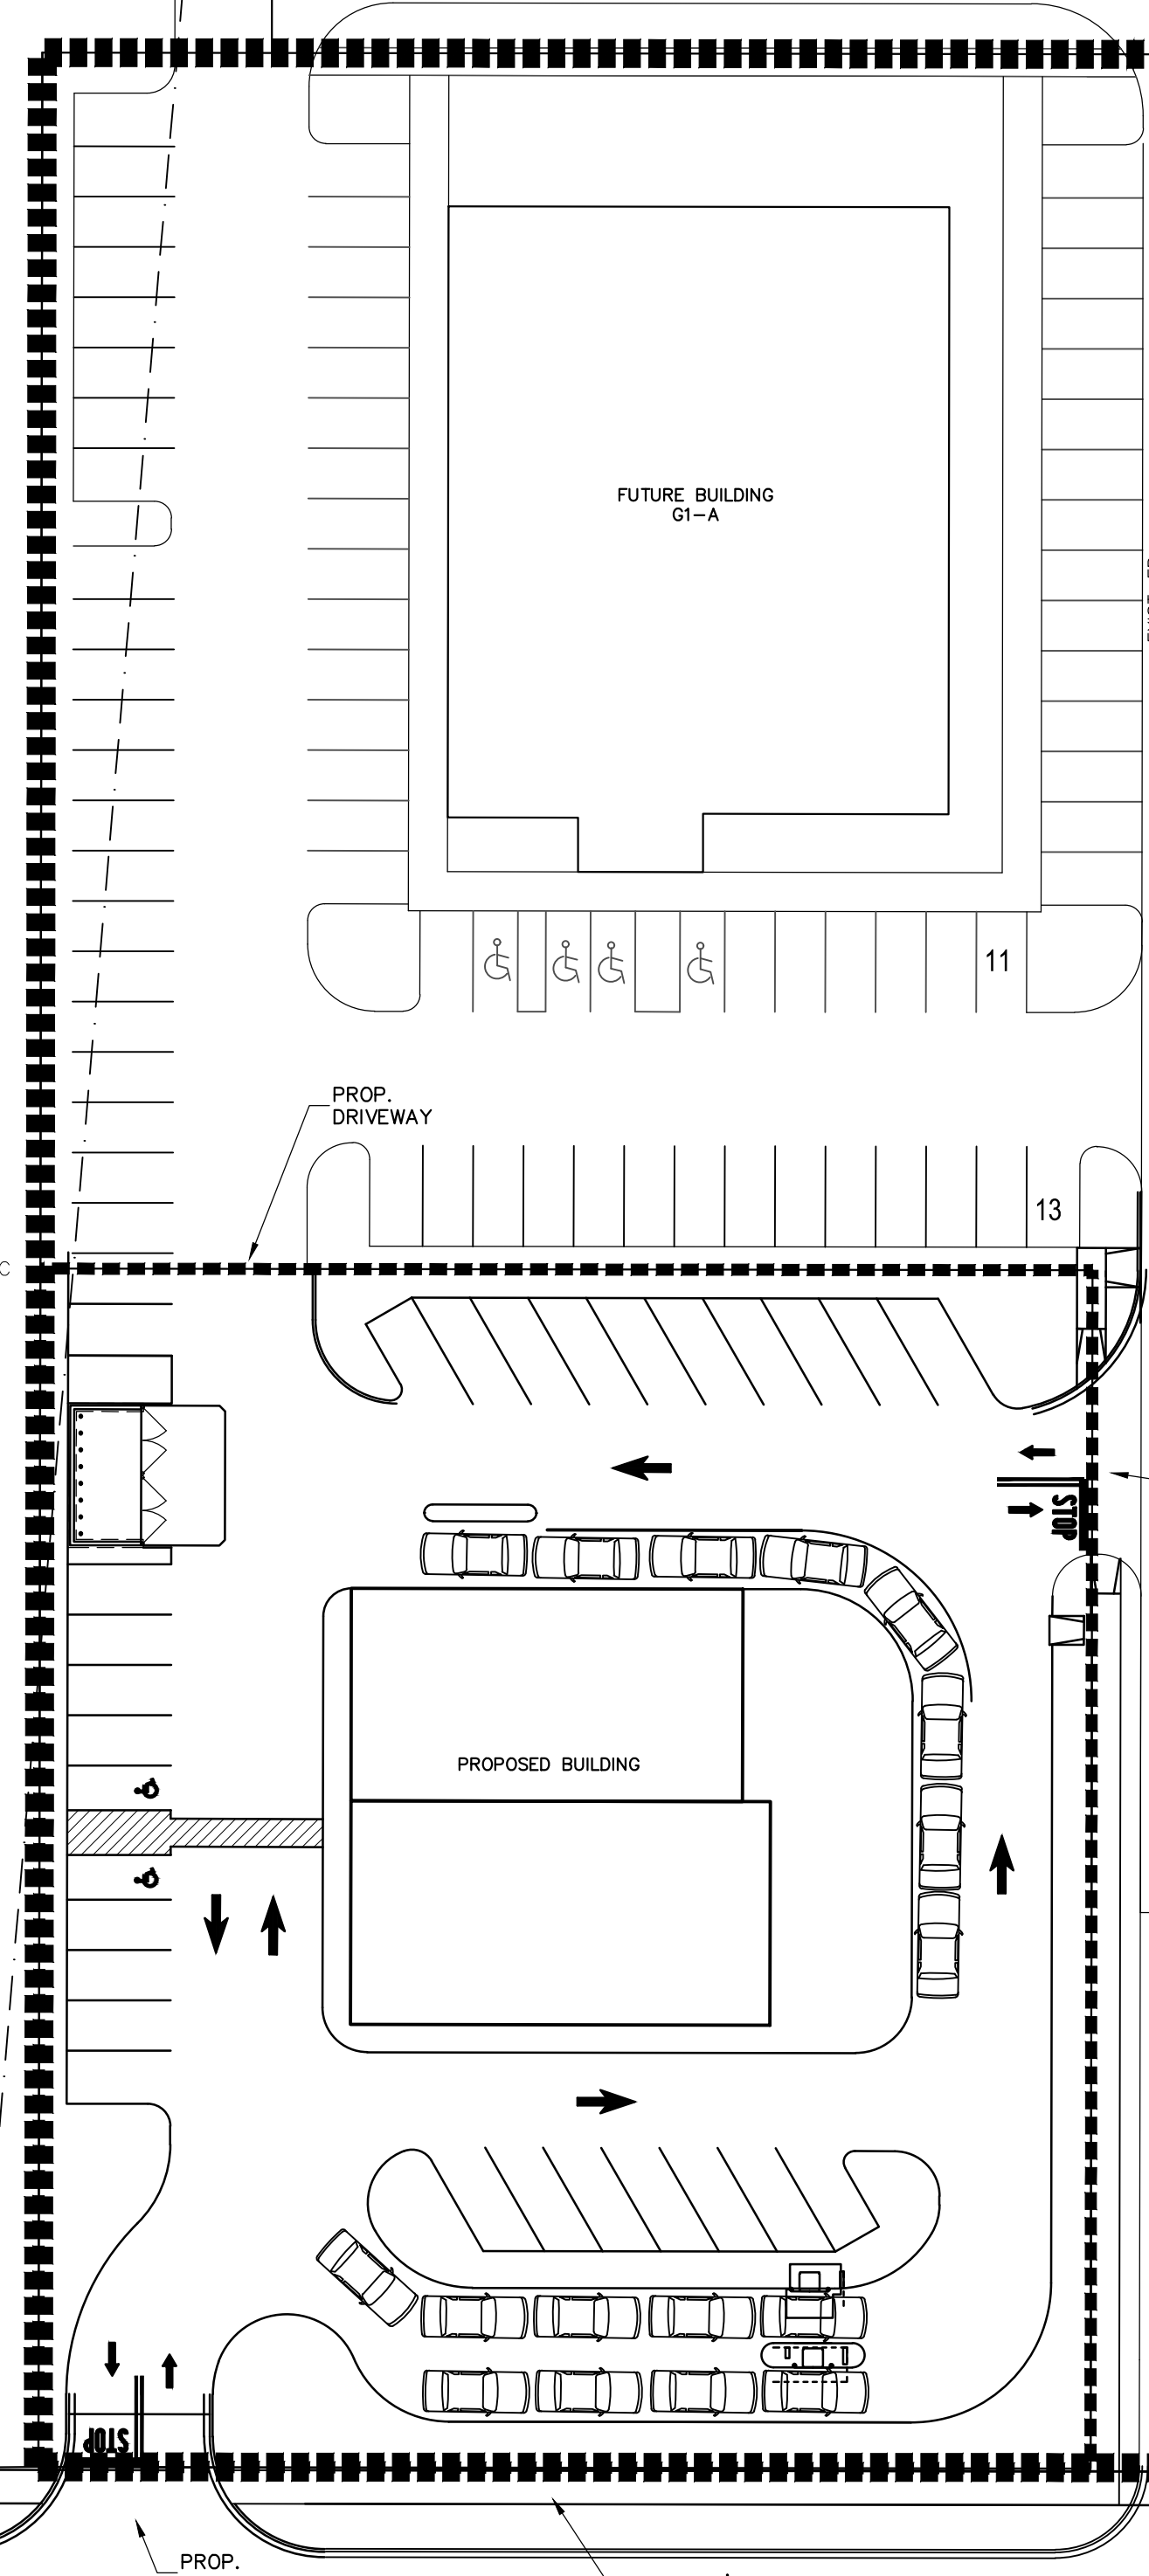 FUTURE BUILDING
G1-A
11
PROP.
DRIVEWAY
13
C
STOP
PROPOSED BUILDING
STOP
PROP.